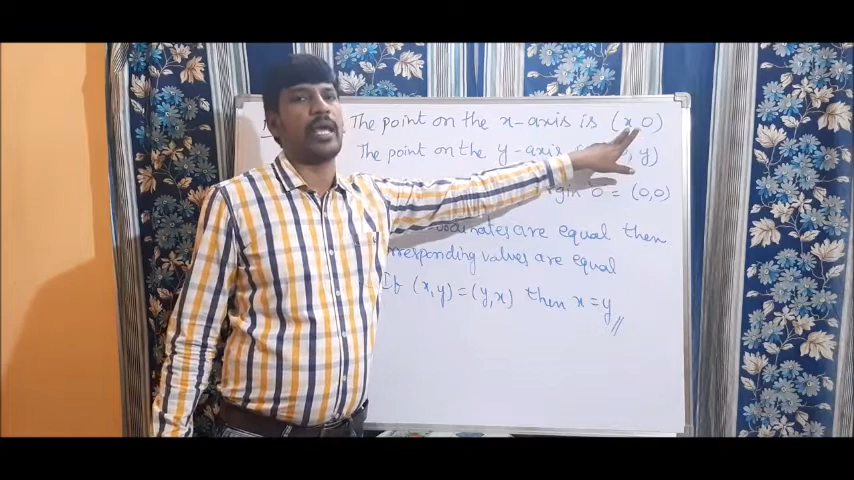 The point on the x-axis is (x,0)
The point on the y-axis , y)
0 = (0,0)
are equal then
values are equal
If (x,y) = (y,x) then x = y //